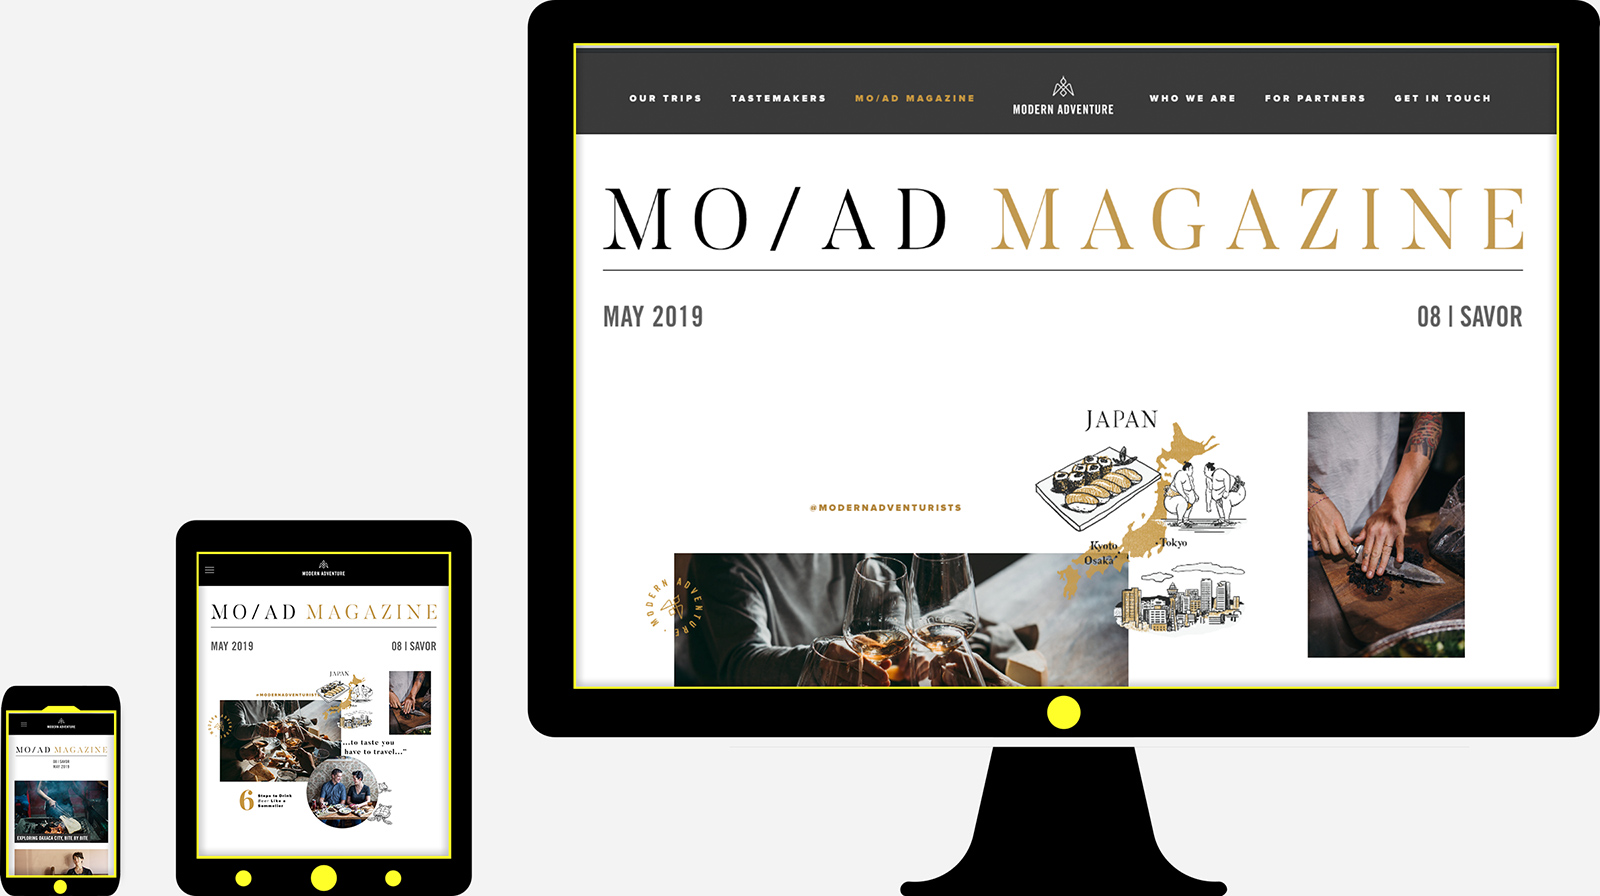 OUR TRIPS TASTEMAKERS MO/AD MAGAZINE MODERN ADVENTURE WHO WE ARE FOR PARTNERS GET IN TOUCH
MO/AD MAGAZINE
MAY 2019 08 | SAVOR
JAPAN
@MODERNADVENTURISTS
Kyoto
Tokyo
Osaka
MODERN ADVENTURE
MODERN ADVENTURE
MO/AD MAGAZINE
MAY 2019 08 | SAVOR
JAPAN
@MODERNADVENTURISTS
...to taste you
have to travel..."
6 Steps to Drink
Beer Like a
Sommelier
MODERN ADVENTURE
MO/AD MAGAZINE
08 | SAVOR
MAY 2019
EXPLORING OAXACA CITY, BITE BY BITE